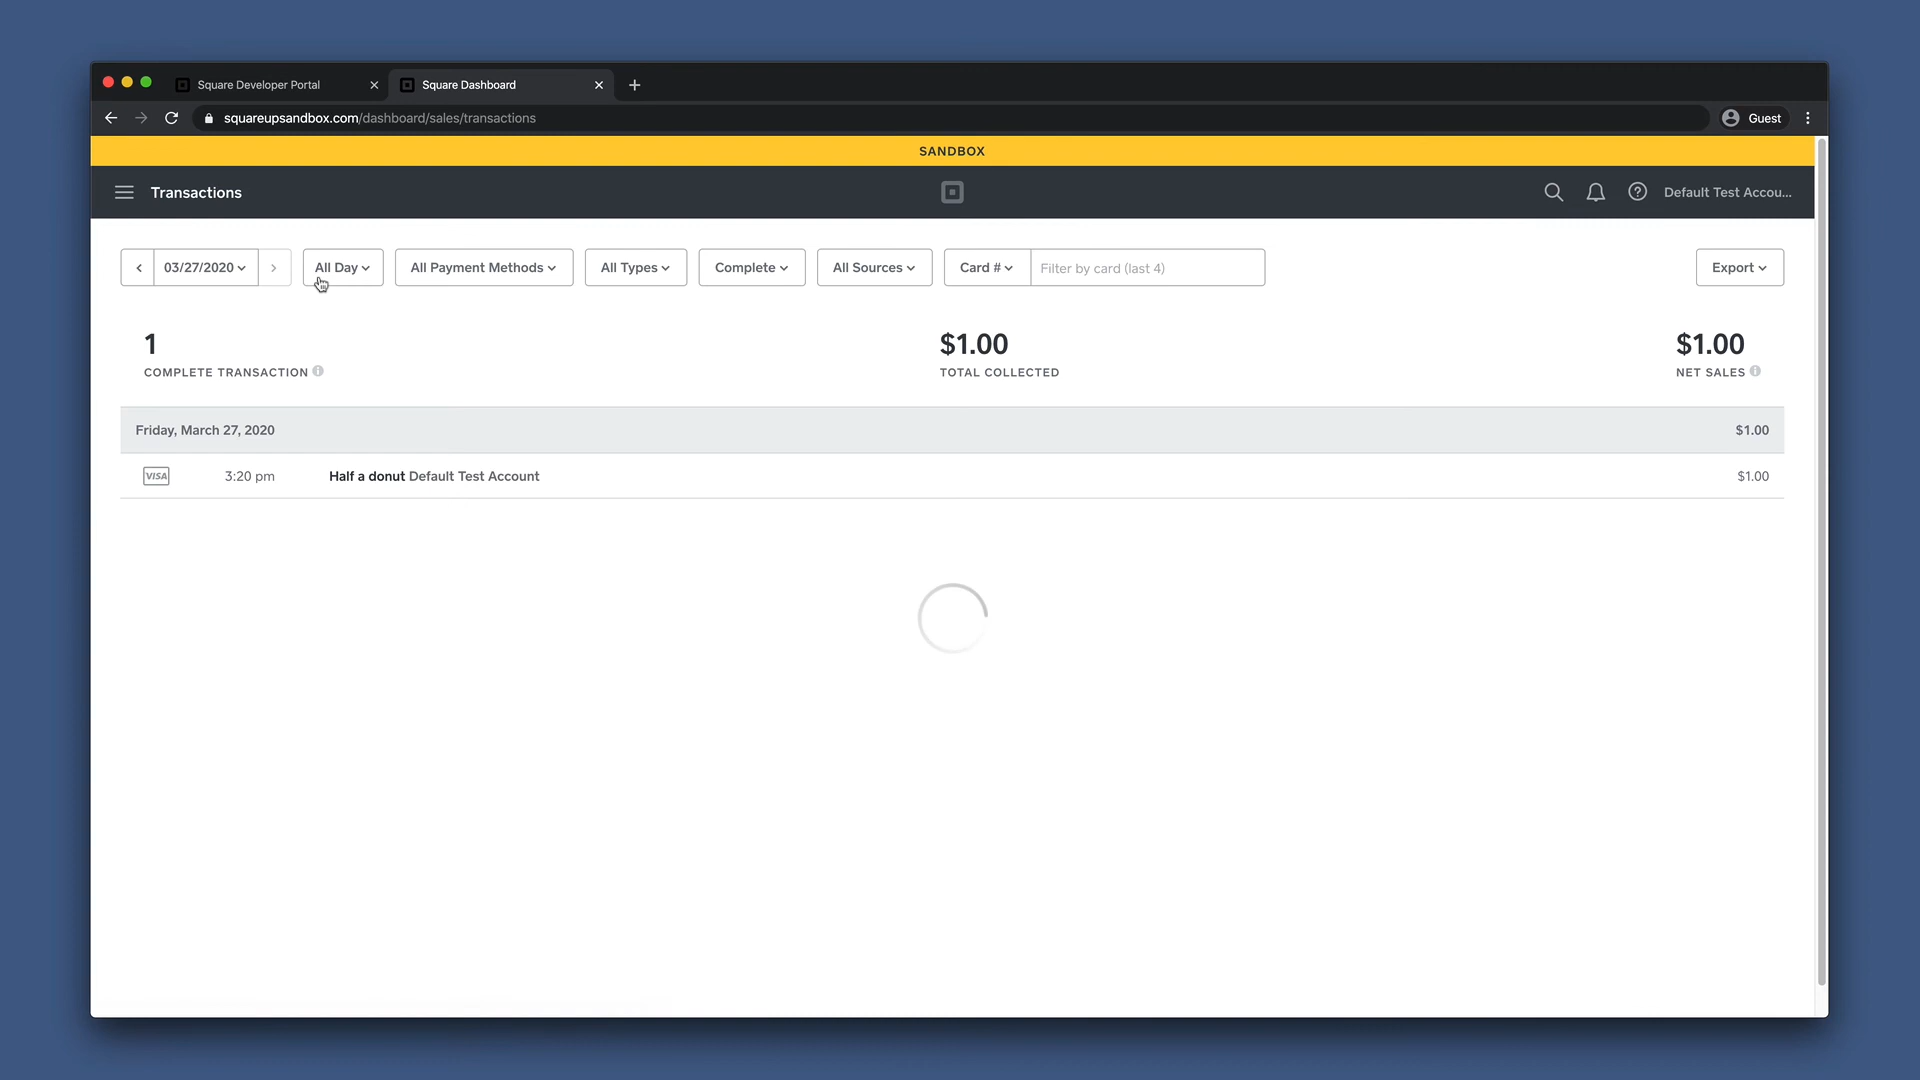 Square Developer Portal
Square Dashboard
squareupsandbox.com/dashboard/sales/transactions
Guest
SANDBOX
Transactions
Default Test Accou...
03/27/2020
All Day
All Payment Methods
All Types
Complete
All Sources
Card #
Filter by card (last 4)
Export
1
COMPLETE TRANSACTION
$1.00
TOTAL COLLECTED
$1.00
NET SALES
Friday, March 27, 2020 $1.00
VISA 3:20 pm Half a donut Default Test Account $1.00